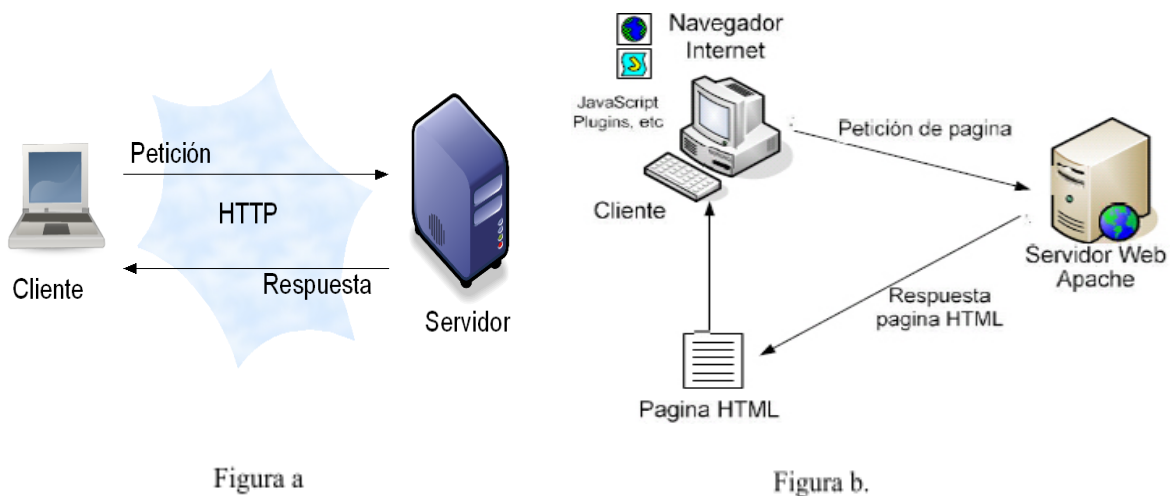 Petición
HTTP
Respuesta
Cliente
Servidor
Figura a
Navegador
Internet
JavaScript
Plugins, etc
Cliente
Petición de pagina
Servidor Web
Apache
Respuesta
pagina HTML
Pagina HTML
Figura b.